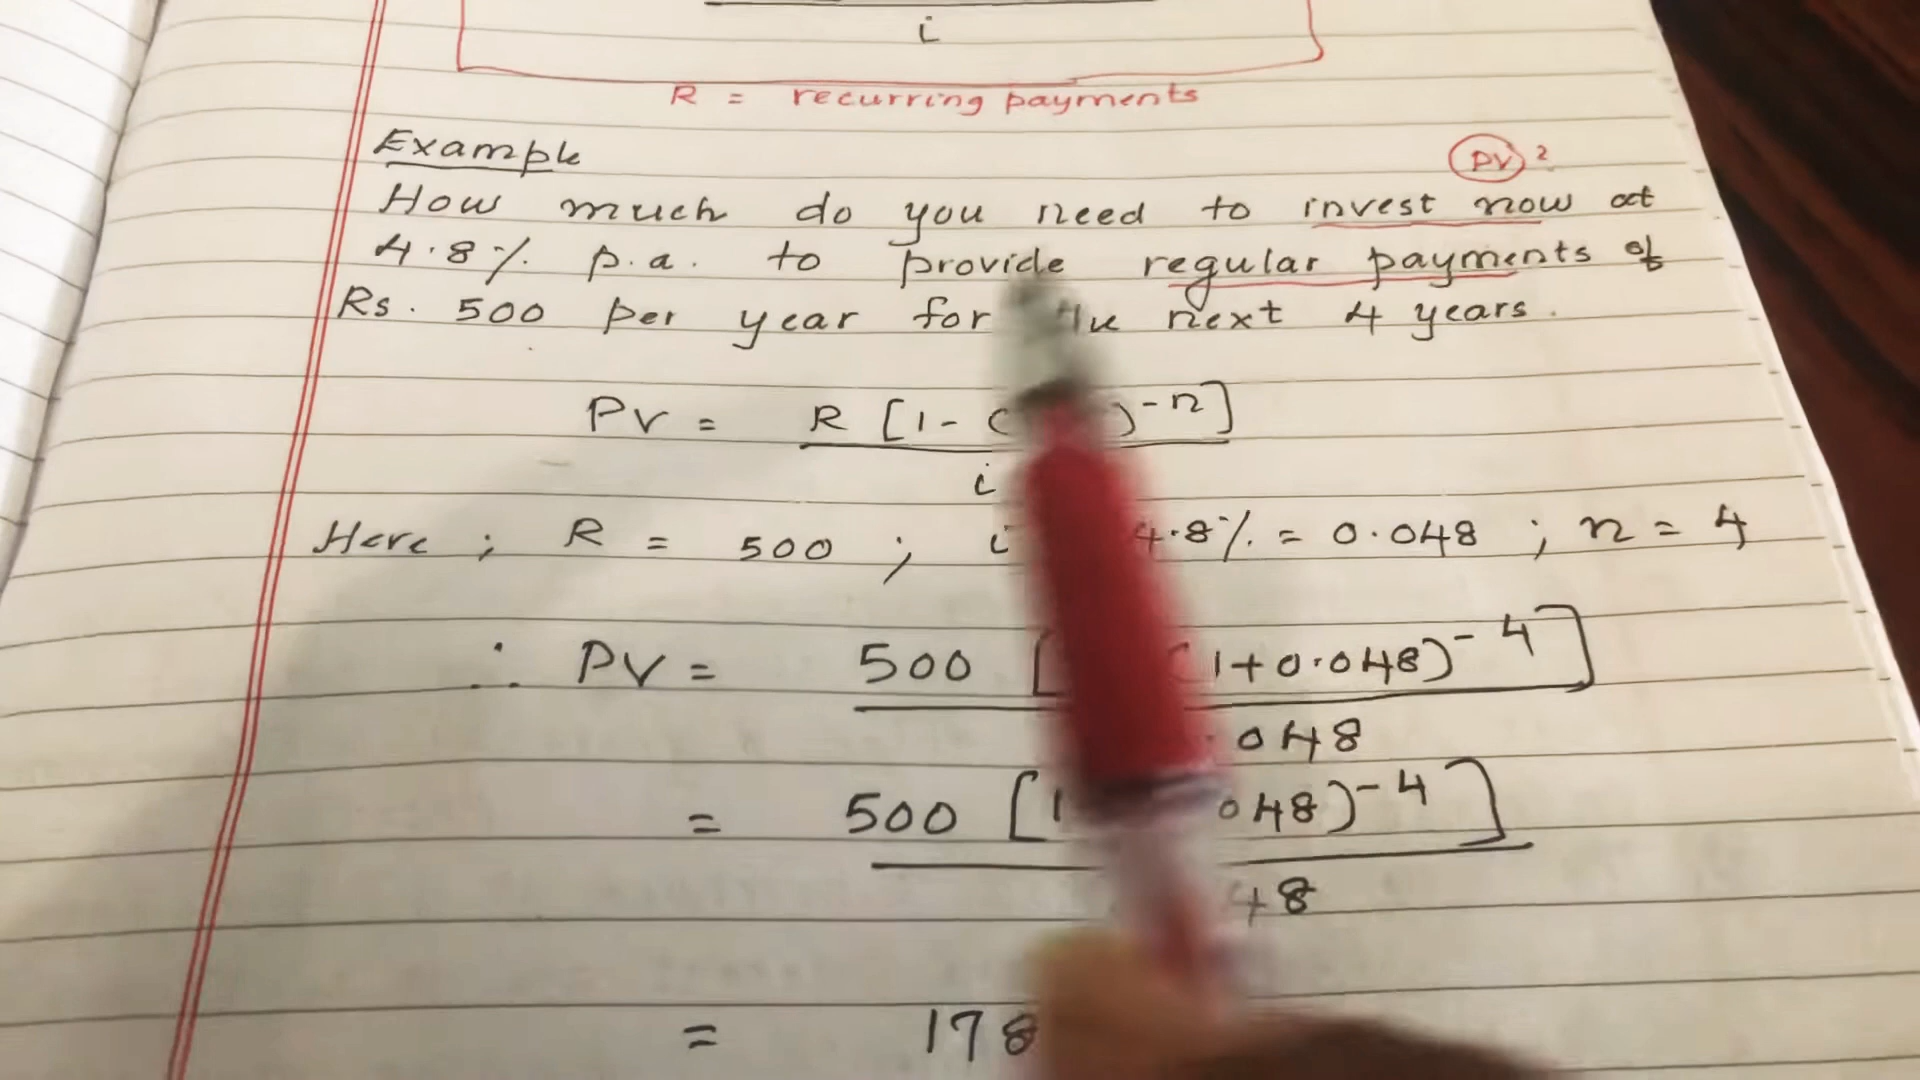 i
R = recurring payments
Example
PV ?
How much do you need to invest now at
4.8% p.a. to provide regular payments of
Rs. 500 per year for the next 4 years.
PV = R [1 - ( )^-n]
i
Here ; R = 500 ; i 4.8% = 0.048 ; n = 4
∴ PV = 500 [ (1+0.048)^-4]
.048
= 500 [1 048)^-4]
48
= 178